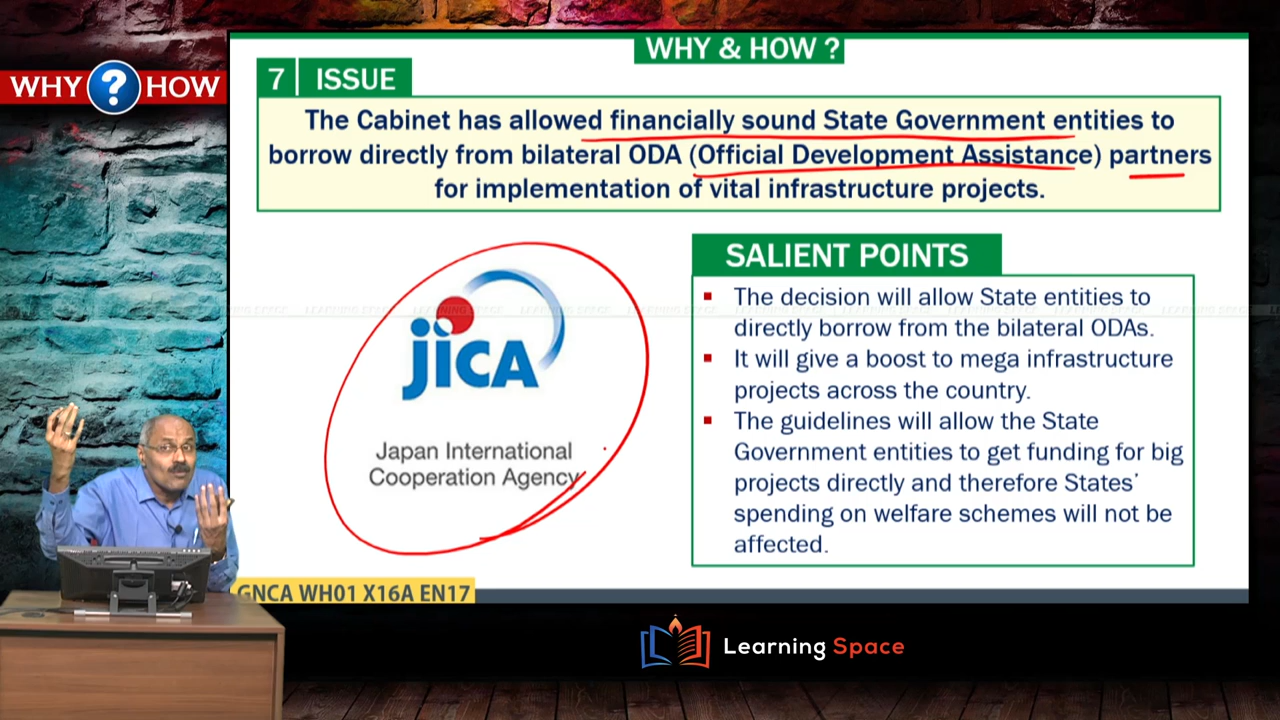 WHY & HOW ?
WHY ? HOW
7 ISSUE
The Cabinet has allowed financially sound State Government entities to
borrow directly from bilateral ODA (Official Development Assistance) partners
for implementation of vital infrastructure projects.
JICA
Japan International
Cooperation Agency
SALIENT POINTS
▪ The decision will allow State entities to
directly borrow from the bilateral ODAs.
▪ It will give a boost to mega infrastructure
projects across the country.
▪ The guidelines will allow the State
Government entities to get funding for big
projects directly and therefore States'
spending on welfare schemes will not be
affected.
GNCA WH01 X16A EN17
Learning Space